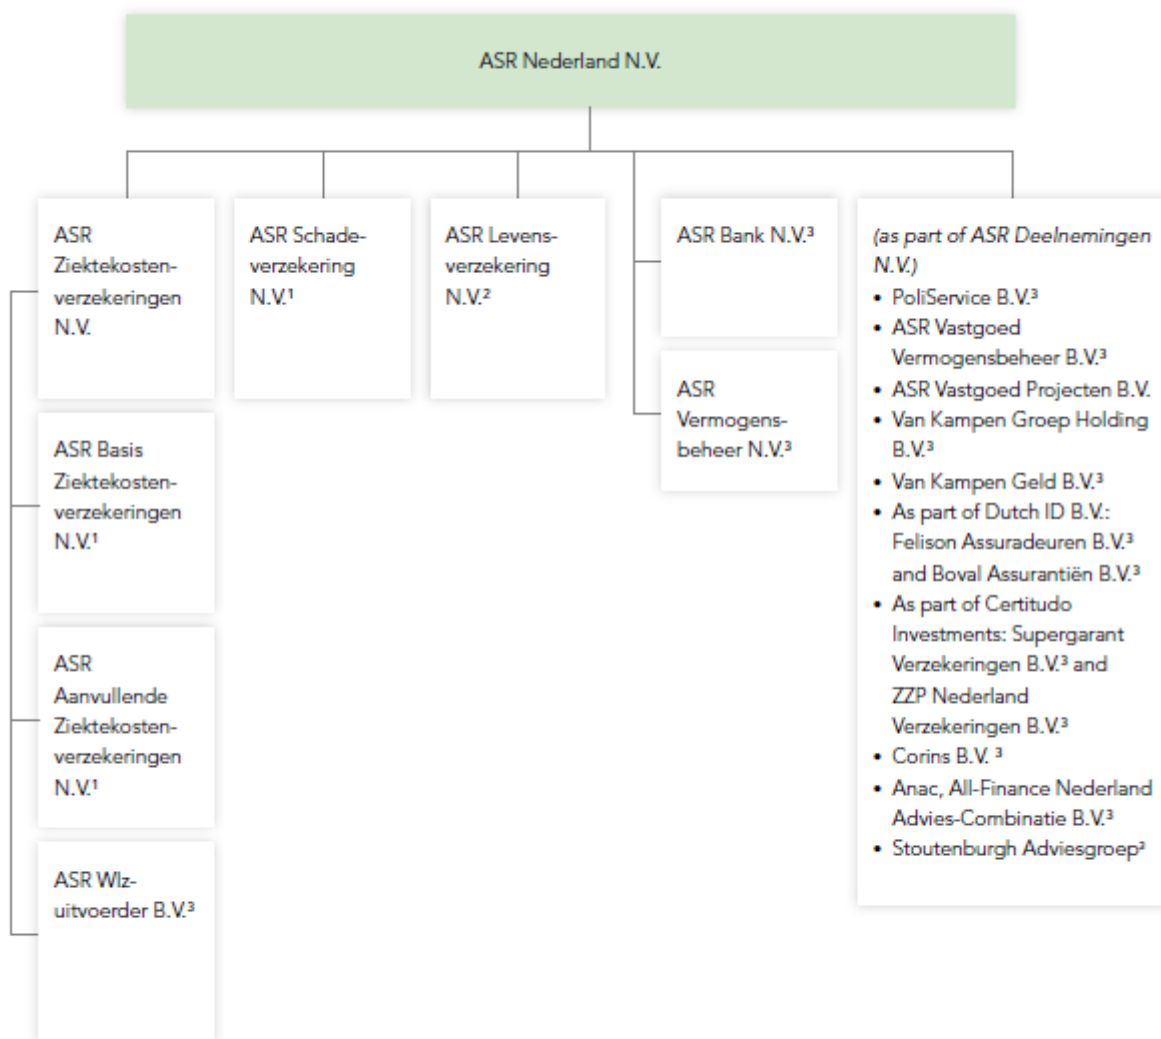 ASR Nederland N.V.
ASR
Ziektekosten-
verzekeringen
N.V.
ASR Basis
Ziektekosten-
verzekeringen
N.V.¹
ASR
Aanvullende
Ziektekosten-
verzekeringen
N.V.¹
ASR Wlz-
uitvoerder B.V.³
ASR Schade-
verzekering
N.V.¹
ASR Levens-
verzekering
N.V.²
ASR Bank N.V.³
ASR
Vermogens-
beheer N.V.³
(as part of ASR Deelnemingen
N.V.)
• PoliService B.V.³
• ASR Vastgoed
Vermogensbeheer B.V.³
• ASR Vastgoed Projecten B.V.
• Van Kampen Groep Holding
B.V.³
• Van Kampen Geld B.V.³
• As part of Dutch ID B.V.:
Felison Assuradeuren B.V.³
and Boval Assurantiën B.V.³
• As part of Certitudo
Investments: Supergarant
Verzekeringen B.V.³ and
ZZP Nederland
Verzekeringen B.V.³
• Corins B.V. ³
• Anac, All-Finance Nederland
Advies-Combinatie B.V.³
• Stoutenburgh Adviesgroep³